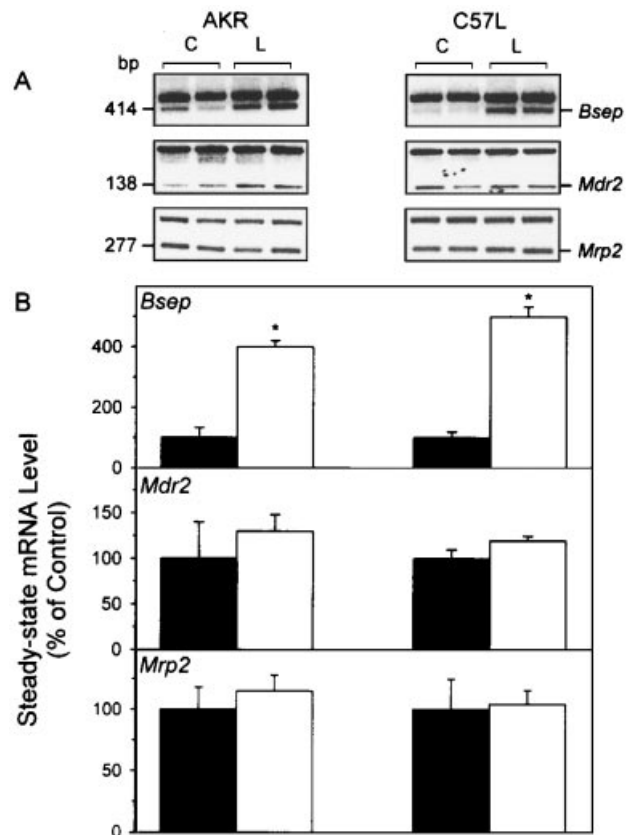 AKR C57L
C L C L
A bp
414 Bsep
138 Mdr2
277 Mrp2
B Bsep
* *
400
200
0
Mdr2
150
100
50
0
Mrp2
100
0
Steady-state mRNA Level
(% of Control)